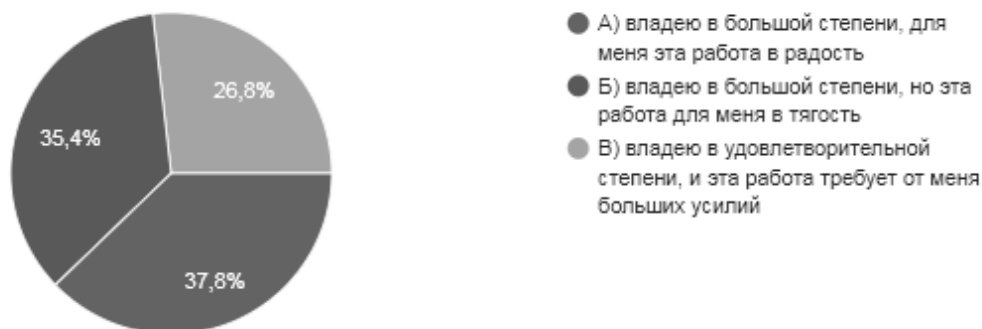 А) владею в большой степени, для
меня эта работа в радость
Б) владею в большой степени, но эта
работа для меня в тягость
В) владею в удовлетворительной
степени, и эта работа требует от меня
больших усилий
26,8%
35,4%
37,8%